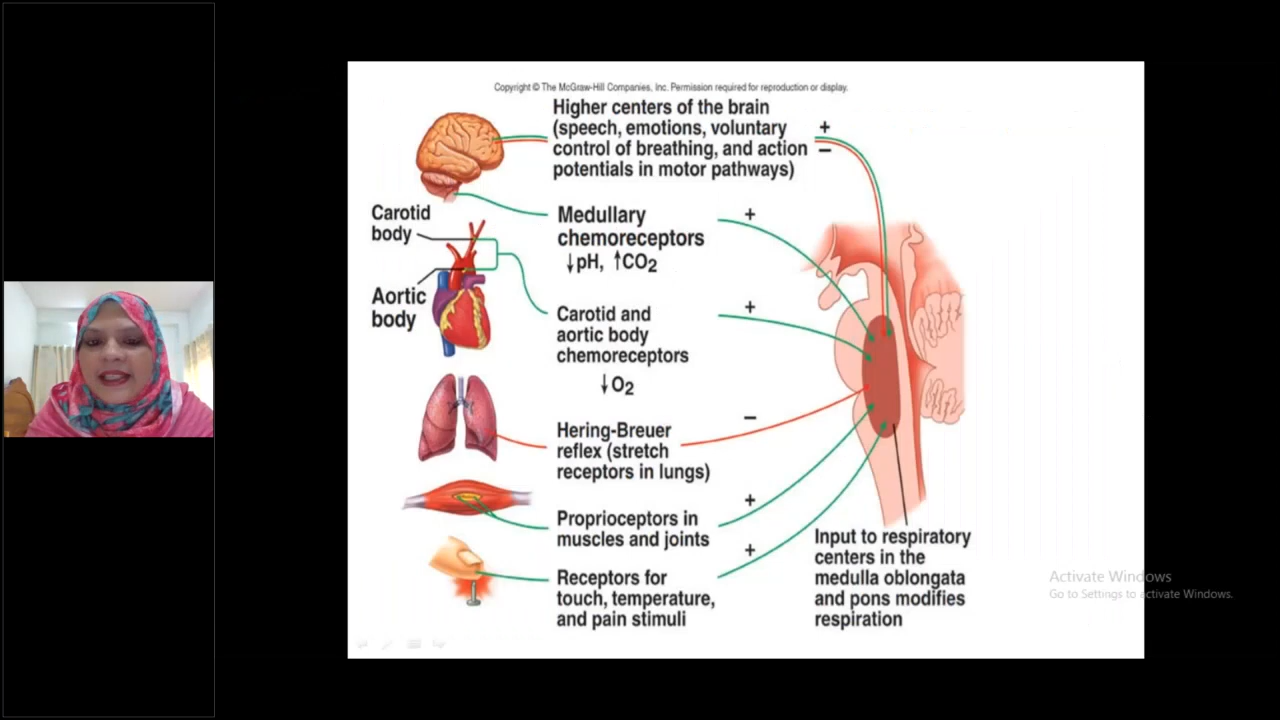 Copyright © The McGraw-Hill Companies, Inc. Permission required for reproduction or display.
Higher centers of the brain
(speech, emotions, voluntary
control of breathing, and action
potentials in motor pathways)
+
−
Carotid
body
Medullary
chemoreceptors
↓pH, ↑CO2
+
Aortic
body
Carotid and
aortic body
chemoreceptors
↓O2
+
Hering-Breuer
reflex (stretch
receptors in lungs)
−
Proprioceptors in
muscles and joints
+
Receptors for
touch, temperature,
and pain stimuli
+
Input to respiratory
centers in the
medulla oblongata
and pons modifies
respiration
Activate Windows
Go to Settings to activate Windows.